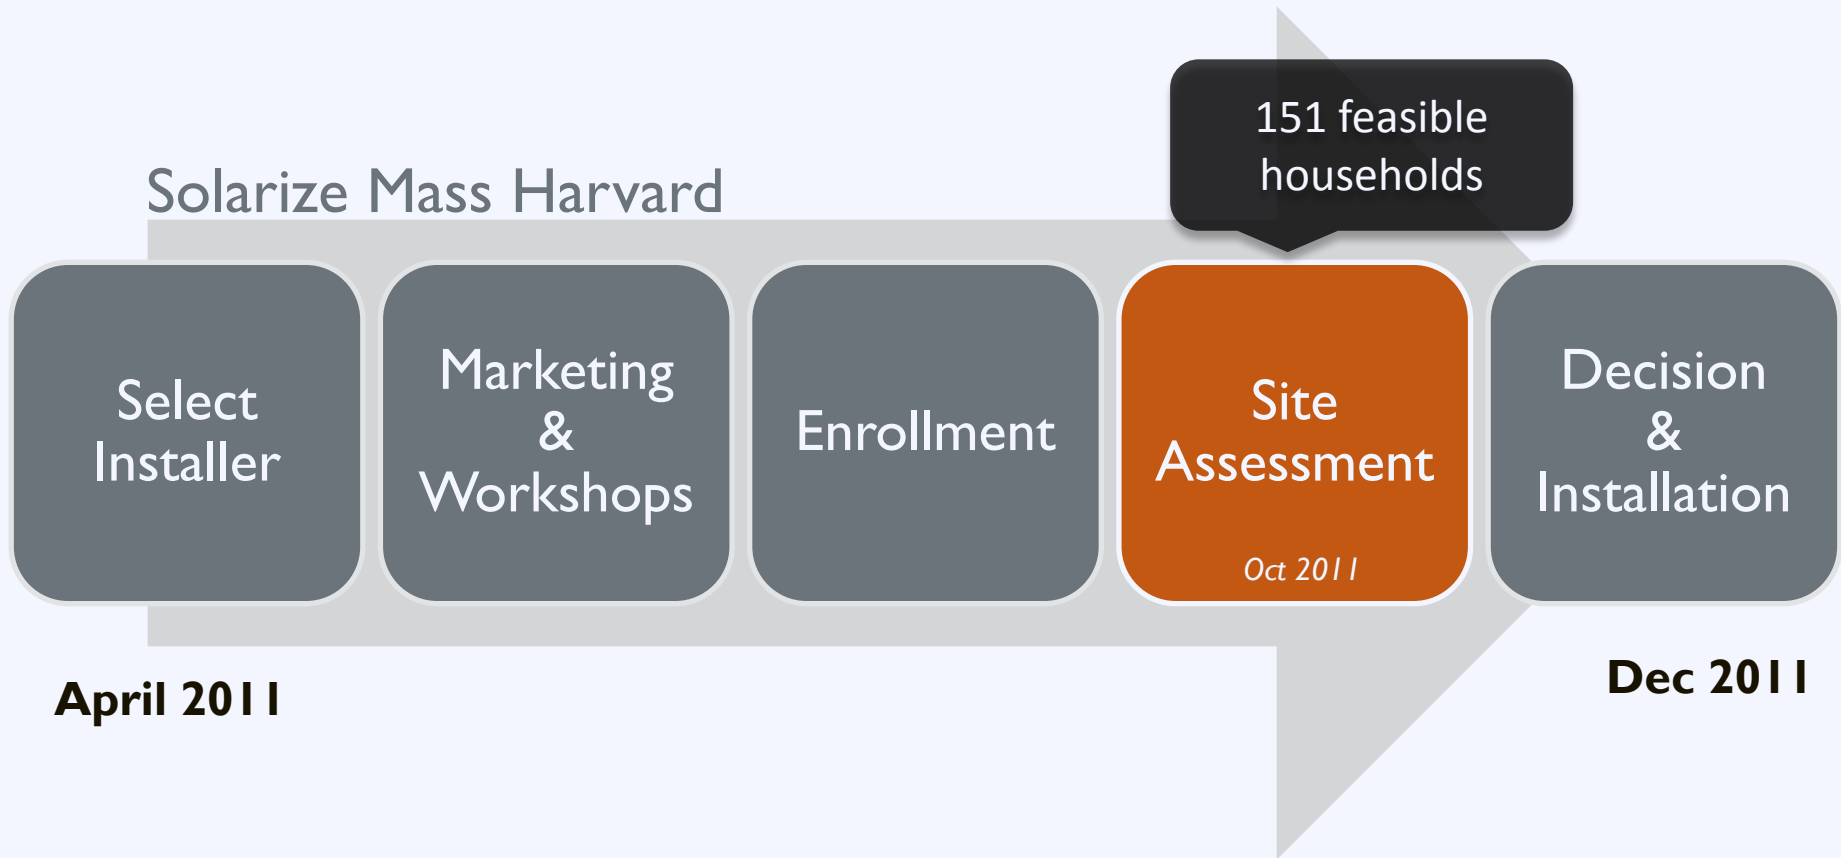 151 feasible
households
Solarize Mass Harvard
Select
Installer
Marketing
&
Workshops
Enrollment
Site
Assessment
Oct 2011
Decision
&
Installation
April 2011
Dec 2011